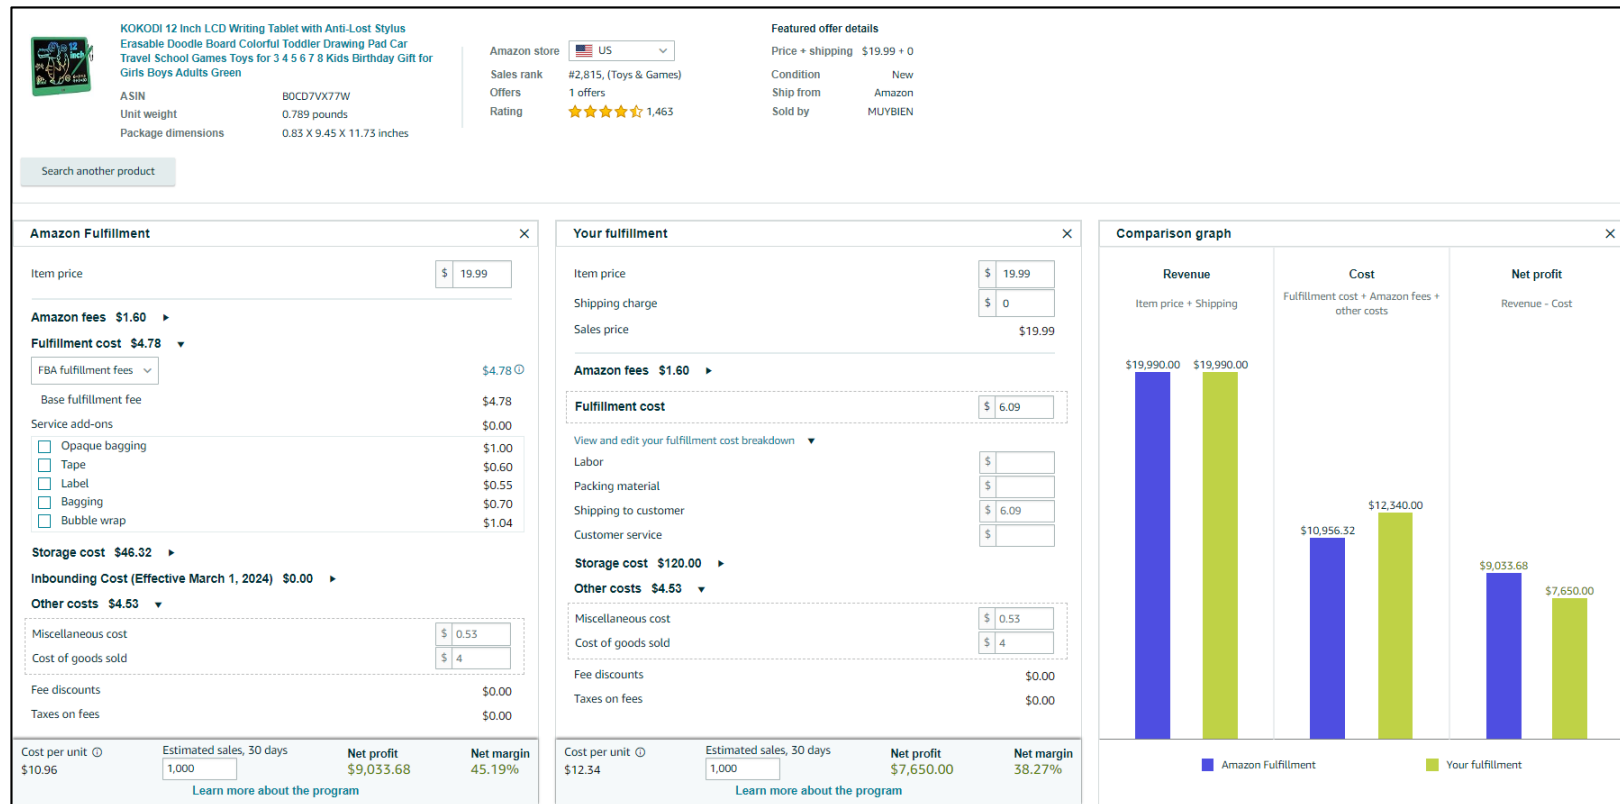 KOKODI 12 Inch LCD Writing Tablet with Anti-Lost Stylus
Erasable Doodle Board Colorful Toddler Drawing Pad Car
Travel School Games Toys for 3 4 5 6 7 8 Kids Birthday Gift for
Girls Boys Adults Green
12
inch
ASIN B0CD7VX77W
Unit weight 0.789 pounds
Package dimensions 0.83 X 9.45 X 11.73 inches
Amazon store US
Sales rank #2,815, (Toys & Games)
Offers 1 offers
Rating 1,463
Featured offer details
Price + shipping $19.99 + 0
Condition New
Ship from Amazon
Sold by MUYBIEN
Search another product
Amazon Fulfillment
Item price $ 19.99
Amazon fees $1.60
Fulfillment cost $4.78
FBA fulfillment fees $4.78
Base fulfillment fee $4.78
Service add-ons $0.00
Opaque bagging $1.00
Tape $0.60
Label $0.55
Bagging $0.70
Bubble wrap $1.04
Storage cost $46.32
Inbounding Cost (Effective March 1, 2024) $0.00
Other costs $4.53
Miscellaneous cost $ 0.53
Cost of goods sold $ 4
Fee discounts $0.00
Taxes on fees $0.00
Cost per unit
$10.96
Estimated sales, 30 days
1,000
Net profit
$9,033.68
Net margin
45.19%
Learn more about the program
Your fulfillment
Item price $ 19.99
Shipping charge $ 0
Sales price $19.99
Amazon fees $1.60
Fulfillment cost $ 6.09
View and edit your fulfillment cost breakdown
Labor $
Packing material $
Shipping to customer $ 6.09
Customer service $
Storage cost $120.00
Other costs $4.53
Miscellaneous cost $ 0.53
Cost of goods sold $ 4
Fee discounts $0.00
Taxes on fees $0.00
Cost per unit
$12.34
Estimated sales, 30 days
1,000
Net profit
$7,650.00
Net margin
38.27%
Learn more about the program
Comparison graph
Revenue
Item price + Shipping
$19,990.00 $19,990.00
Cost
Fulfillment cost + Amazon fees +
other costs
$10,956.32
$12,340.00
Net profit
Revenue - Cost
$9,033.68
$7,650.00
Amazon Fulfillment
Your fulfillment